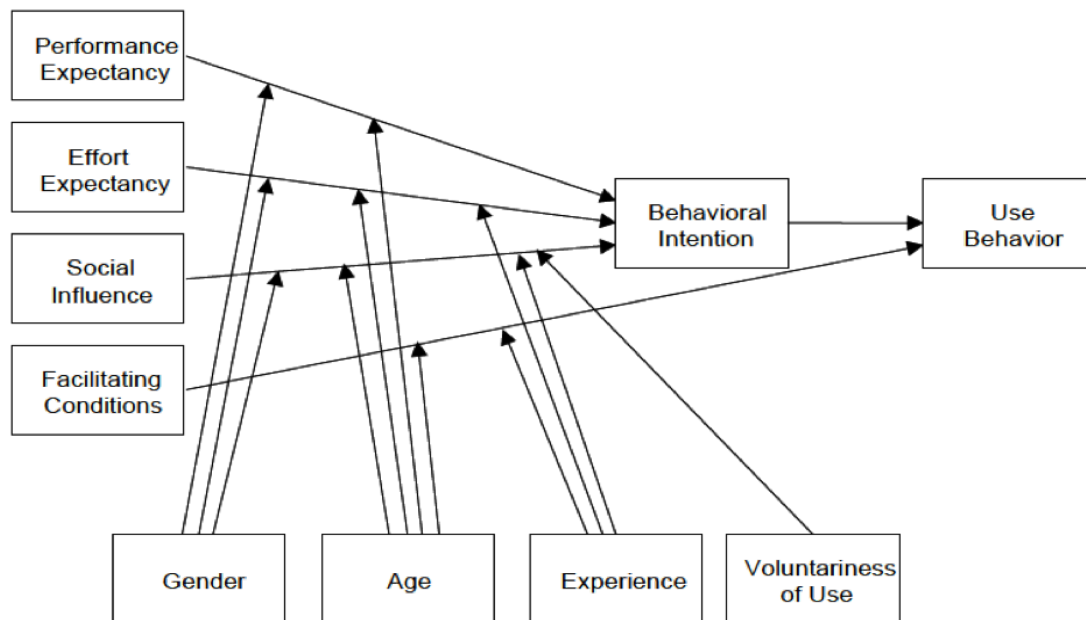 Performance
Expectancy
Effort
Expectancy
Social
Influence
Facilitating
Conditions
Behavioral
Intention
Use
Behavior
Gender
Age
Experience
Voluntariness
of Use